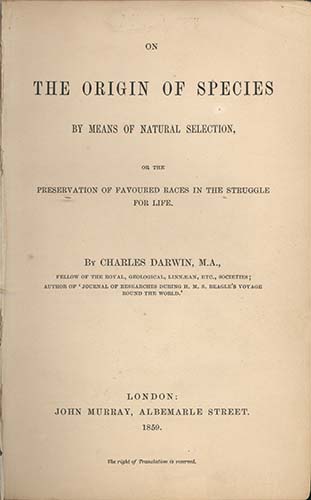 ON
THE ORIGIN OF SPECIES
BY MEANS OF NATURAL SELECTION,
OR THE
PRESERVATION OF FAVOURED RACES IN THE STRUGGLE
FOR LIFE.
BY CHARLES DARWIN, M.A.,
FELLOW OF THE ROYAL, GEOLOGICAL, LINNÆAN, ETC., SOCIETIES;
AUTHOR OF 'JOURNAL OF RESEARCHES DURING H. M. S. BEAGLE'S VOYAGE
ROUND THE WORLD.'
LONDON:
JOHN MURRAY, ALBEMARLE STREET.
1859.
The right of Translation is reserved.